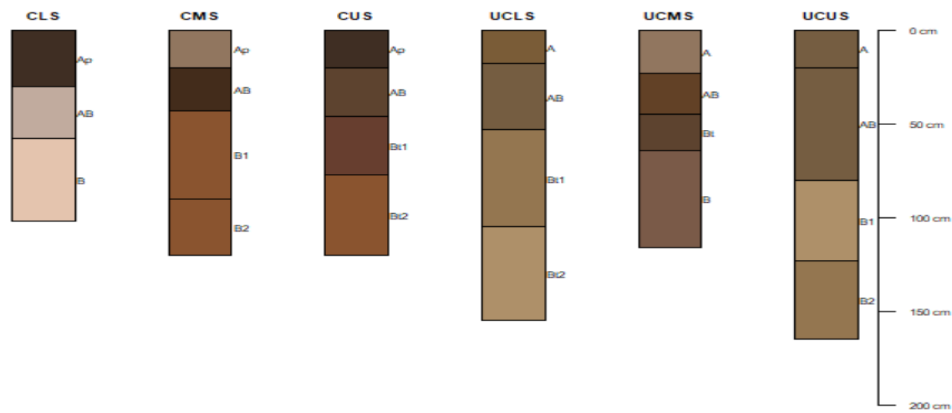 CLS
CMS
CUS
UCLS
UCMS
UCUS
Ap
AB
B
Ap
AB
B1
B2
Ap
AB
Bt1
Bt2
A
AB
Bt1
Bt2
A
AB
Bt
B
A
AB
B1
B2
0 cm
50 cm
100 cm
150 cm
200 cm